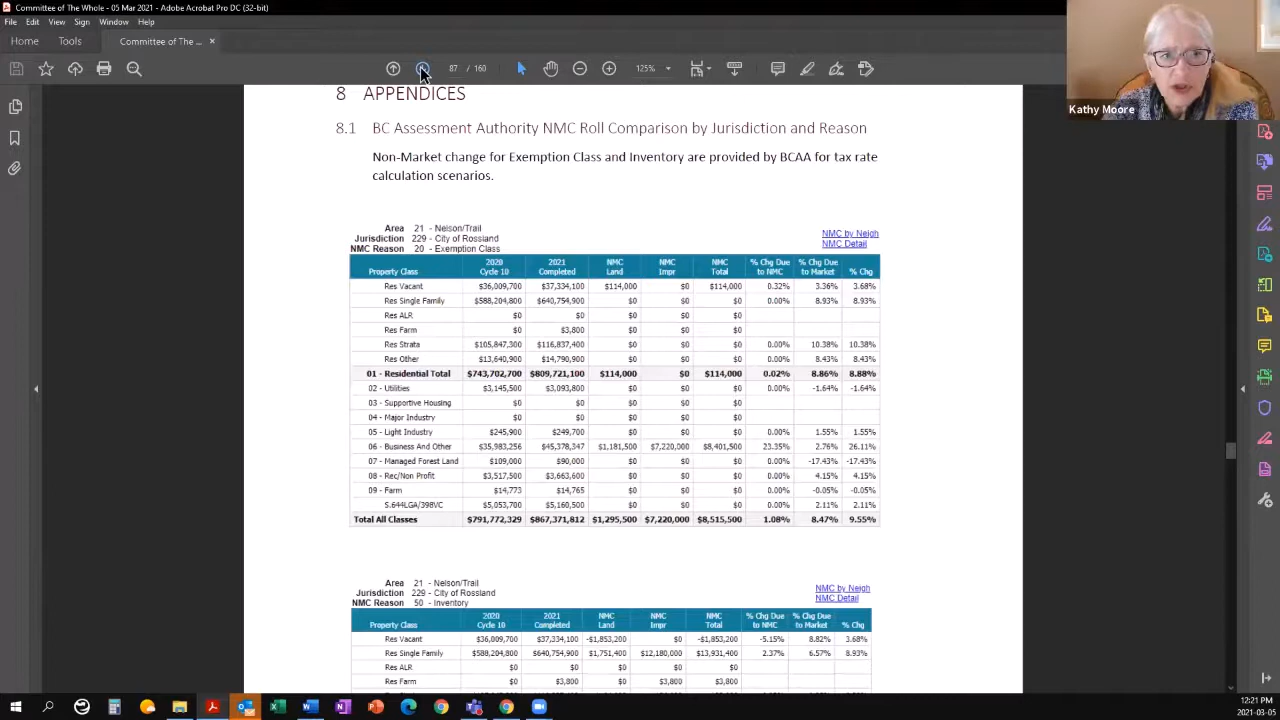 Committee of The Whole - 05 Mar 2021 - Adobe Acrobat Pro DC (32-bit)
File Edit View Sign Window Help
Home Tools Committee of The ... ×
87 / 160 125%
Kathy Moore
8 APPENDICES
8.1 BC Assessment Authority NMC Roll Comparison by Jurisdiction and Reason
Non-Market change for Exemption Class and Inventory are provided by BCAA for tax rate
calculation scenarios.
Area 21 - Nelson/Trail
Jurisdiction 229 - City of Rossland
NMC Reason 20 - Exemption Class
NMC by Neigh
NMC Detail
Property Class 2020 Cycle 10 2021 Completed NMC Land NMC Impr NMC Total % Chg Due to NMC % Chg Due to Market % Chg
Res Vacant $36,009,700 $37,334,100 $114,000 $0 $114,000 0.32% 3.36% 3.68%
Res Single Family $588,204,800 $640,754,900 $0 $0 $0 0.00% 8.93% 8.93%
Res ALR $0 $0 $0 $0 $0
Res Farm $0 $3,800 $0 $0 $0
Res Strata $105,847,300 $116,837,400 $0 $0 $0 0.00% 10.38% 10.38%
Res Other $13,640,900 $14,790,900 $0 $0 $0 0.00% 8.43% 8.43%
01 - Residential Total $743,702,700 $809,721,100 $114,000 $0 $114,000 0.02% 8.86% 8.88%
02 - Utilities $3,145,500 $3,093,800 $0 $0 $0 0.00% -1.64% -1.64%
03 - Supportive Housing $0 $0 $0 $0 $0
04 - Major Industry $0 $0 $0 $0 $0
05 - Light Industry $245,900 $249,700 $0 $0 $0 0.00% 1.55% 1.55%
06 - Business And Other $35,983,256 $45,378,347 $1,181,500 $7,220,000 $8,401,500 23.35% 2.76% 26.11%
07 - Managed Forest Land $109,000 $90,000 $0 $0 $0 0.00% -17.43% -17.43%
08 - Rec/Non Profit $3,517,500 $3,663,600 $0 $0 $0 0.00% 4.15% 4.15%
09 - Farm $14,773 $14,765 $0 $0 $0 0.00% -0.05% -0.05%
S.644LGA/398VC $5,053,700 $5,160,500 $0 $0 $0 0.00% 2.11% 2.11%
Total All Classes $791,772,329 $867,371,812 $1,295,500 $7,220,000 $8,515,500 1.08% 8.47% 9.55%
Area 21 - Nelson/Trail
Jurisdiction 229 - City of Rossland
NMC Reason 50 - Inventory
NMC by Neigh
NMC Detail
Property Class 2020 Cycle 10 2021 Completed NMC Land NMC Impr NMC Total % Chg Due to NMC % Chg Due to Market % Chg
Res Vacant $36,009,700 $37,334,100 -$1,853,200 $0 -$1,853,200 -5.15% 8.82% 3.68%
Res Single Family $588,204,800 $640,754,900 $1,751,400 $12,180,000 $13,931,400 2.37% 6.57% 8.93%
Res ALR $0 $0 $0 $0 $0
Res Farm $0 $3,800 $0 $3,800 $3,800
12:21 PM
2021-03-05